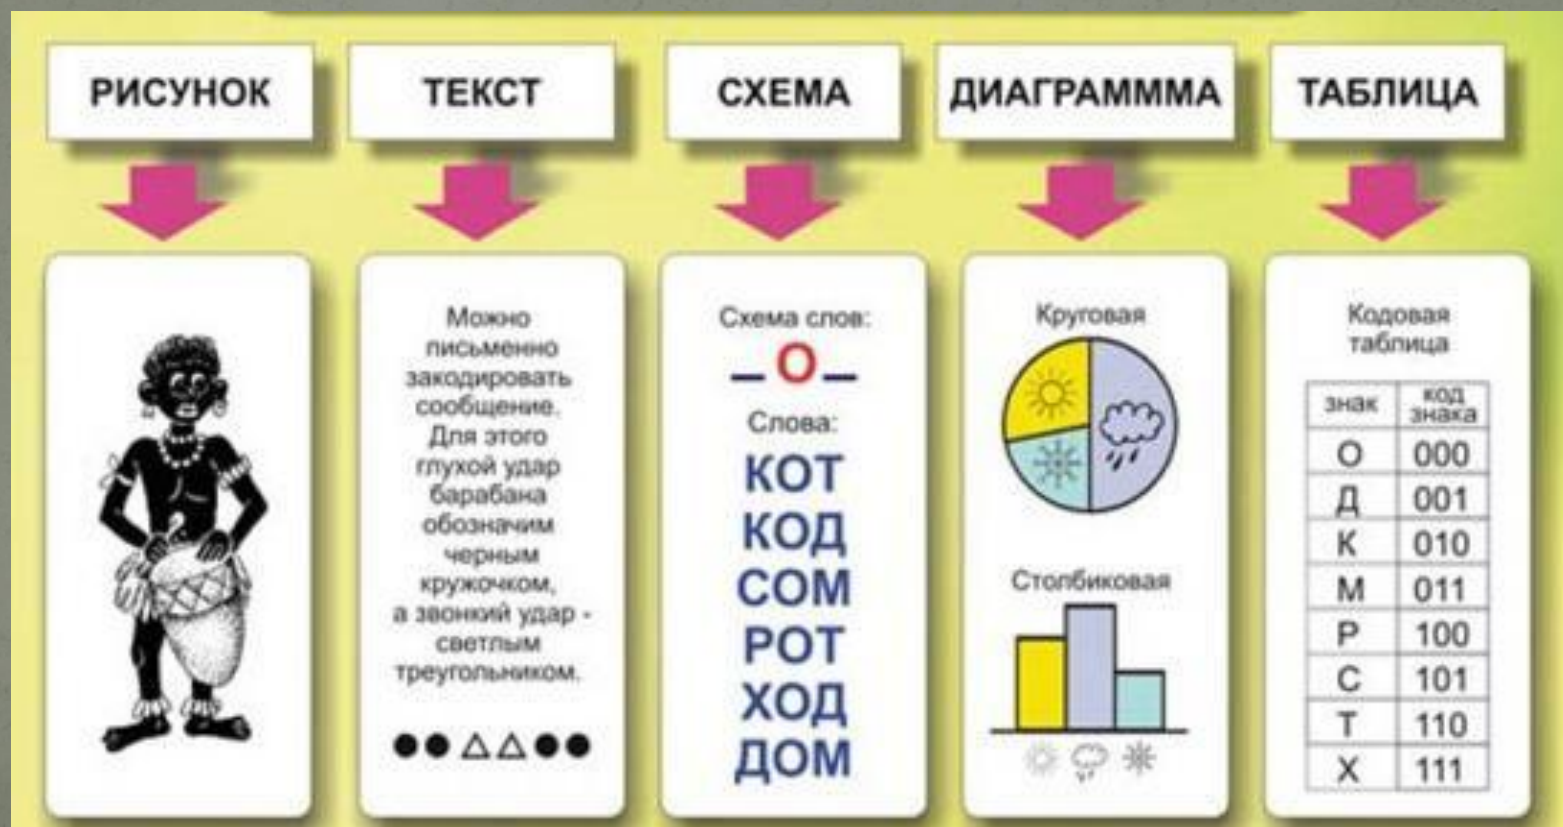 РИСУНОК
ТЕКСТ
СХЕМА
ДИАГРАМММА
ТАБЛИЦА
Можно
письменно
закодировать
сообщение.
Для этого
глухой удар
барабана
обозначим
черным
кружочком,
а звонкий удар -
светлым
треугольником.
Схема слов:
_ О _
Слова:
КОТ
КОД
СОМ
РОТ
ХОД
ДОМ
Круговая
Столбиковая
Кодовая
таблица
знак код знака
О 000
Д 001
К 010
М 011
Р 100
С 101
Т 110
Х 111